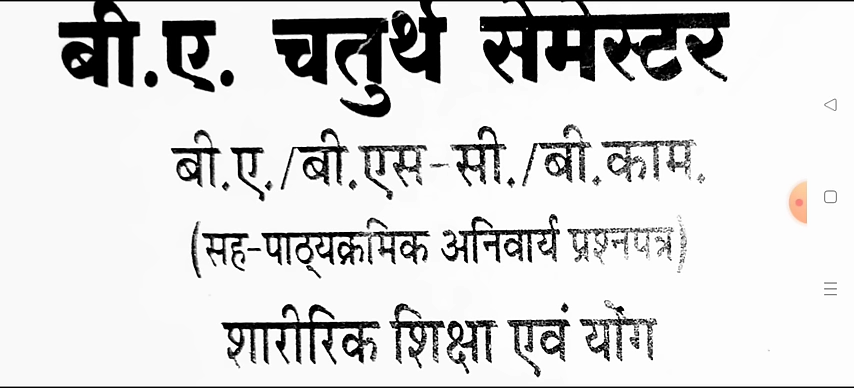 बी.ए. चतुर्थ सेमेस्टर
बी.ए./बी.एस-सी./बी.काम.
(सह-पाठ्यक्रमिक अनिवार्य प्रश्नपत्र)
शारीरिक शिक्षा एवं योग